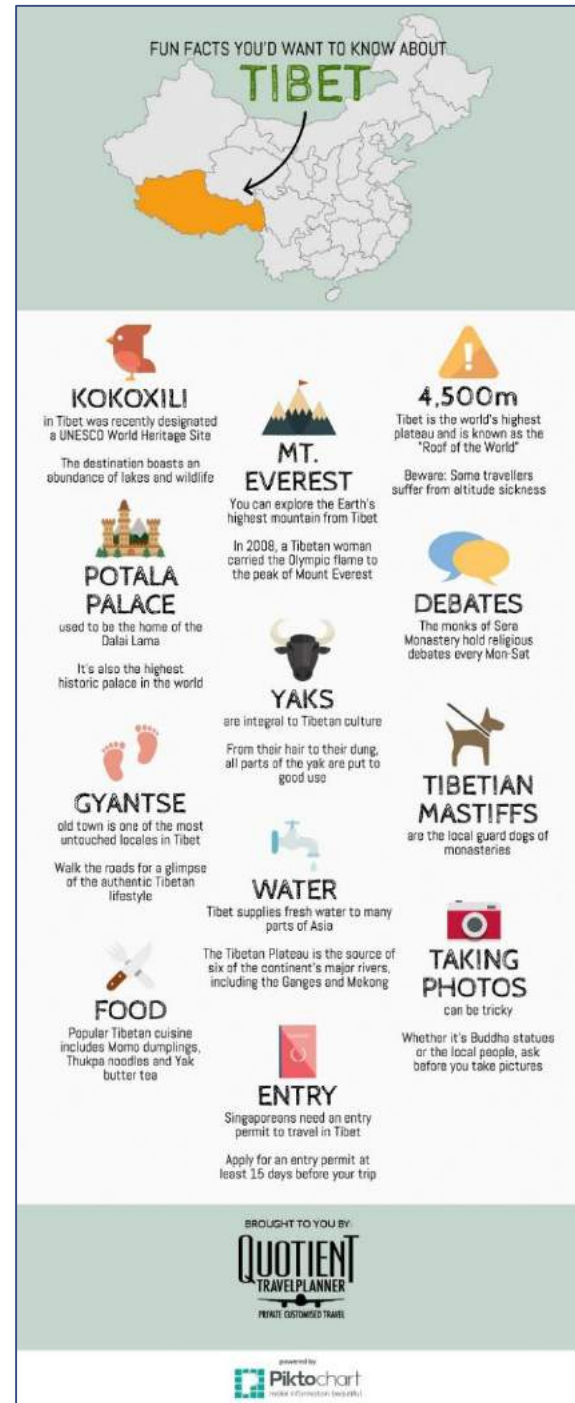 FUN FACTS YOU'D WANT TO KNOW ABOUT
TIBET
KOKOXILI
in Tibet was recently designated
a UNESCO World Heritage Site
The destination boasts an
abundance of lakes and wildlife
MT.
EVEREST
You can explore the Earth's
highest mountain from Tibet
In 2008, a Tibetan woman
carried the Olympic flame to
the peak of Mount Everest
4,500m
Tibet is the world's highest
plateau and is known as the
"Roof of the World"
Beware: Some travellers
suffer from altitude sickness
POTALA
PALACE
used to be the home of the
Dalai Lama
It's also the highest
historic palace in the world
DEBATES
The monks of Sera
Monastery hold religious
debates every Mon-Sat
YAKS
are integral to Tibetan culture
From their hair to their dung,
all parts of the yak are put to
good use
GYANTSE
old town is one of the most
untouched locales in Tibet
Walk the roads for a glimpse
of the authentic Tibetan
lifestyle
TIBETIAN
MASTIFFS
are the local guard dogs of
monasteries
WATER
Tibet supplies fresh water to many
parts of Asia
The Tibetan Plateau is the source of
six of the continent's major rivers,
including the Ganges and Mekong
TAKING
PHOTOS
can be tricky
Whether it's Buddha statues
or the local people, ask
before you take pictures
FOOD
Popular Tibetan cuisine
includes Momo dumplings,
Thukpa noodles and Yak
butter tea
ENTRY
Singaporeans need an entry
permit to travel in Tibet
Apply for an entry permit at
least 15 days before your trip
BROUGHT TO YOU BY:
QUOTIENT
TRAVELPLANNER
PRIVATE CUSTOMISED TRAVEL
powered by
Piktochart
make information beautiful